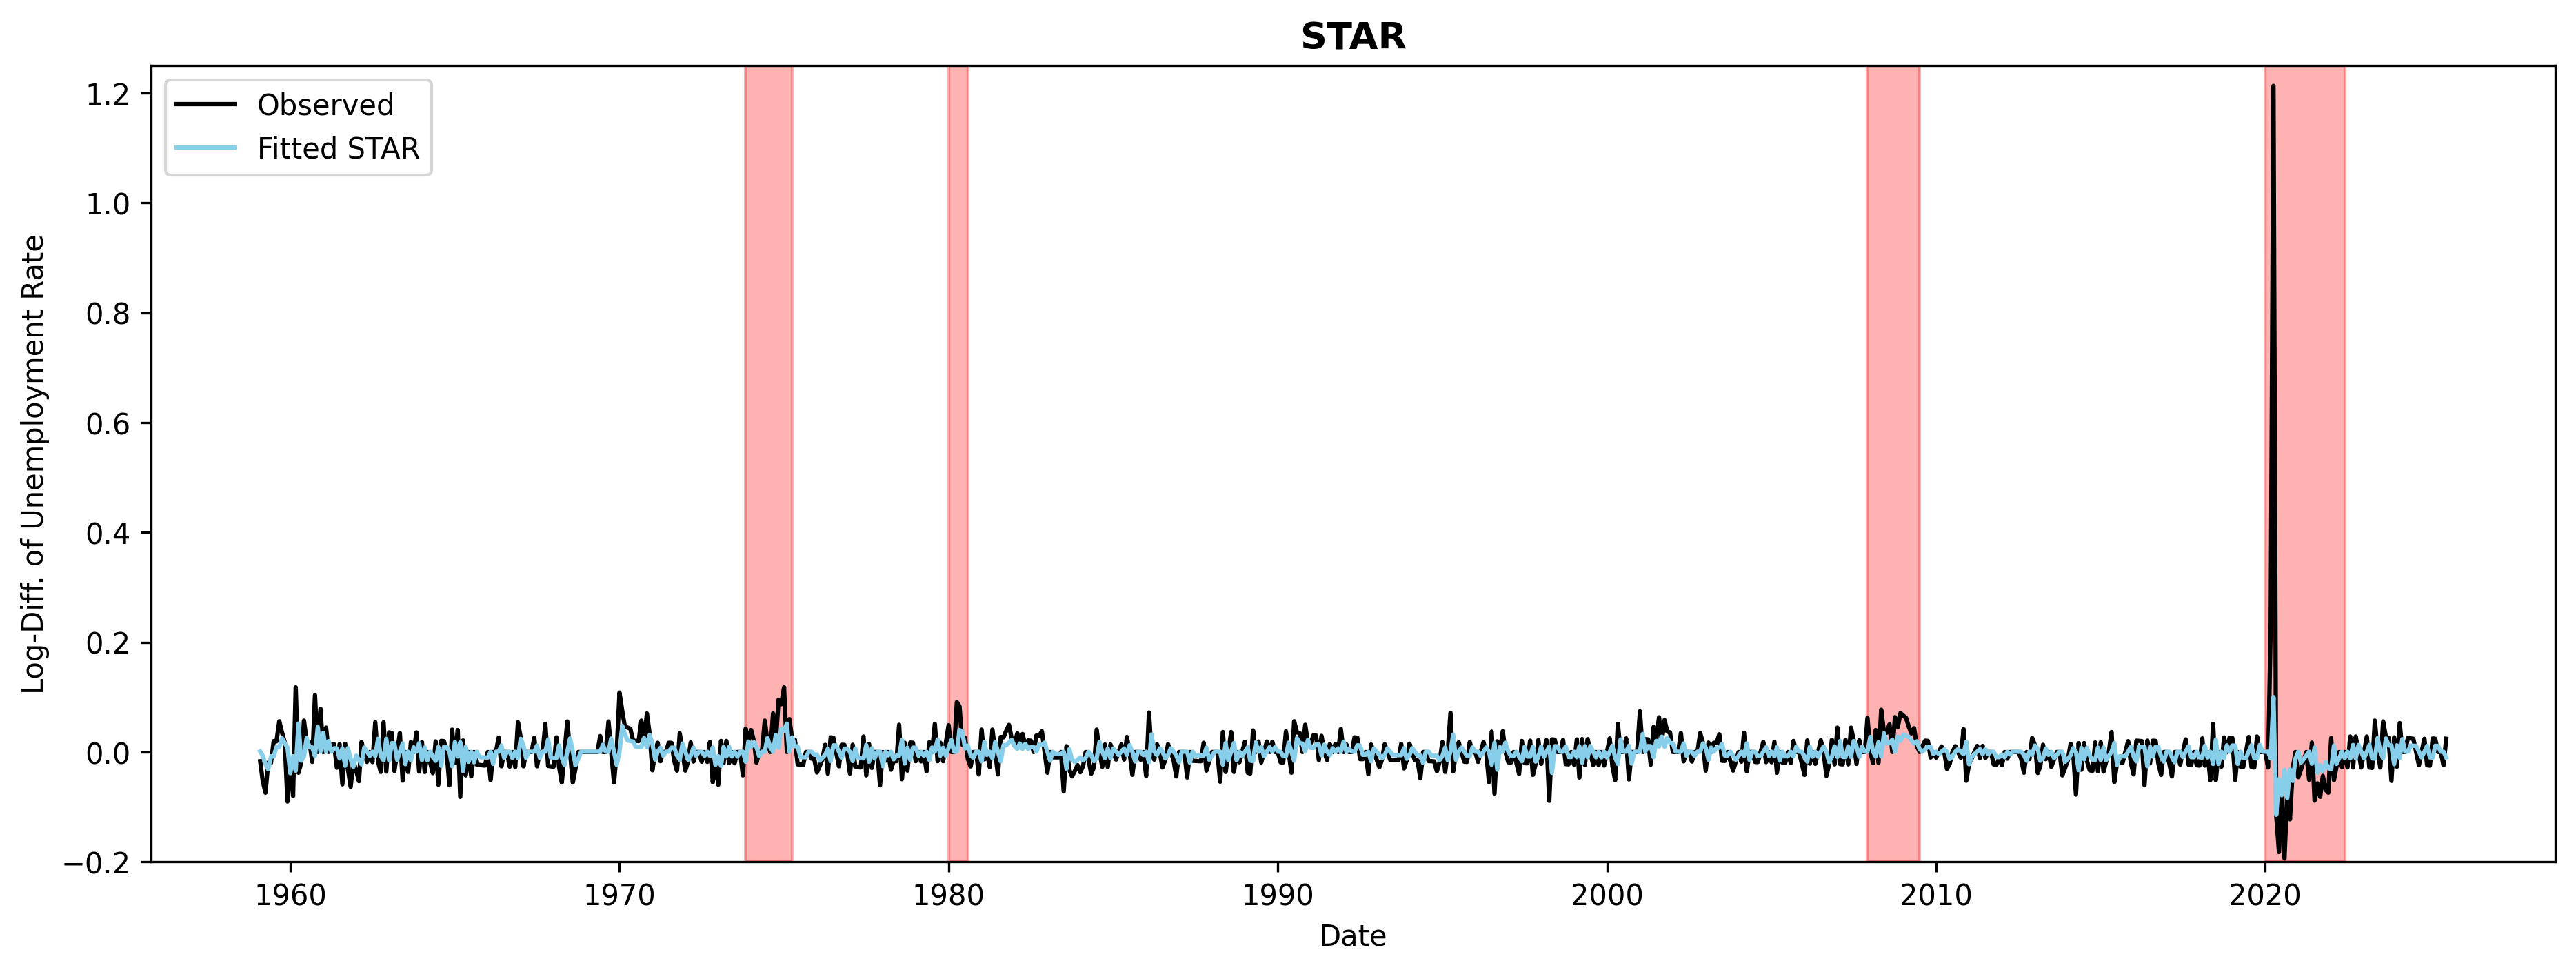 STAR
Observed
Fitted STAR
Log-Diff. of Unemployment Rate
1.2
1.0
0.8
0.6
0.4
0.2
0.0
−0.2
1960 1970 1980 1990 2000 2010 2020
Date